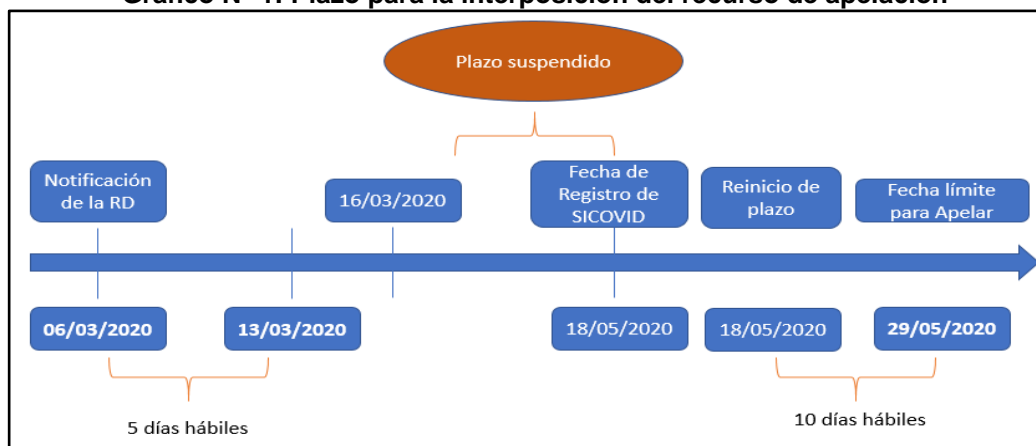 Gráfico N° 1: Plazo para la interposición del recurso de apelación
Plazo suspendido
Notificación
de la RD
16/03/2020
Fecha de
Registro de
SICOVID
Reinicio de
plazo
Fecha límite
para Apelar
06/03/2020
13/03/2020
18/05/2020
18/05/2020
29/05/2020
5 días hábiles
10 días hábiles